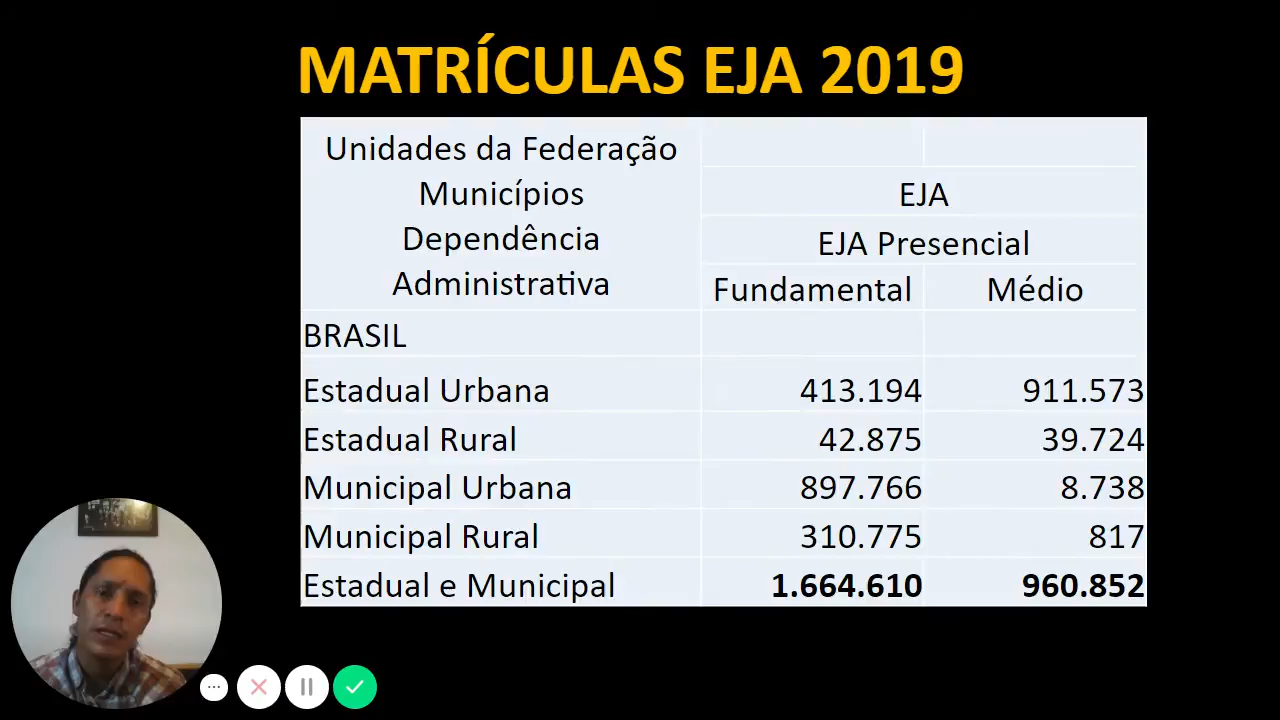 MATRÍCULAS EJA 2019
Unidades da Federação
Municípios
Dependência
Administrativa
EJA
EJA Presencial
Fundamental Médio
BRASIL
Estadual Urbana 413.194 911.573
Estadual Rural 42.875 39.724
Municipal Urbana 897.766 8.738
Municipal Rural 310.775 817
Estadual e Municipal 1.664.610 960.852